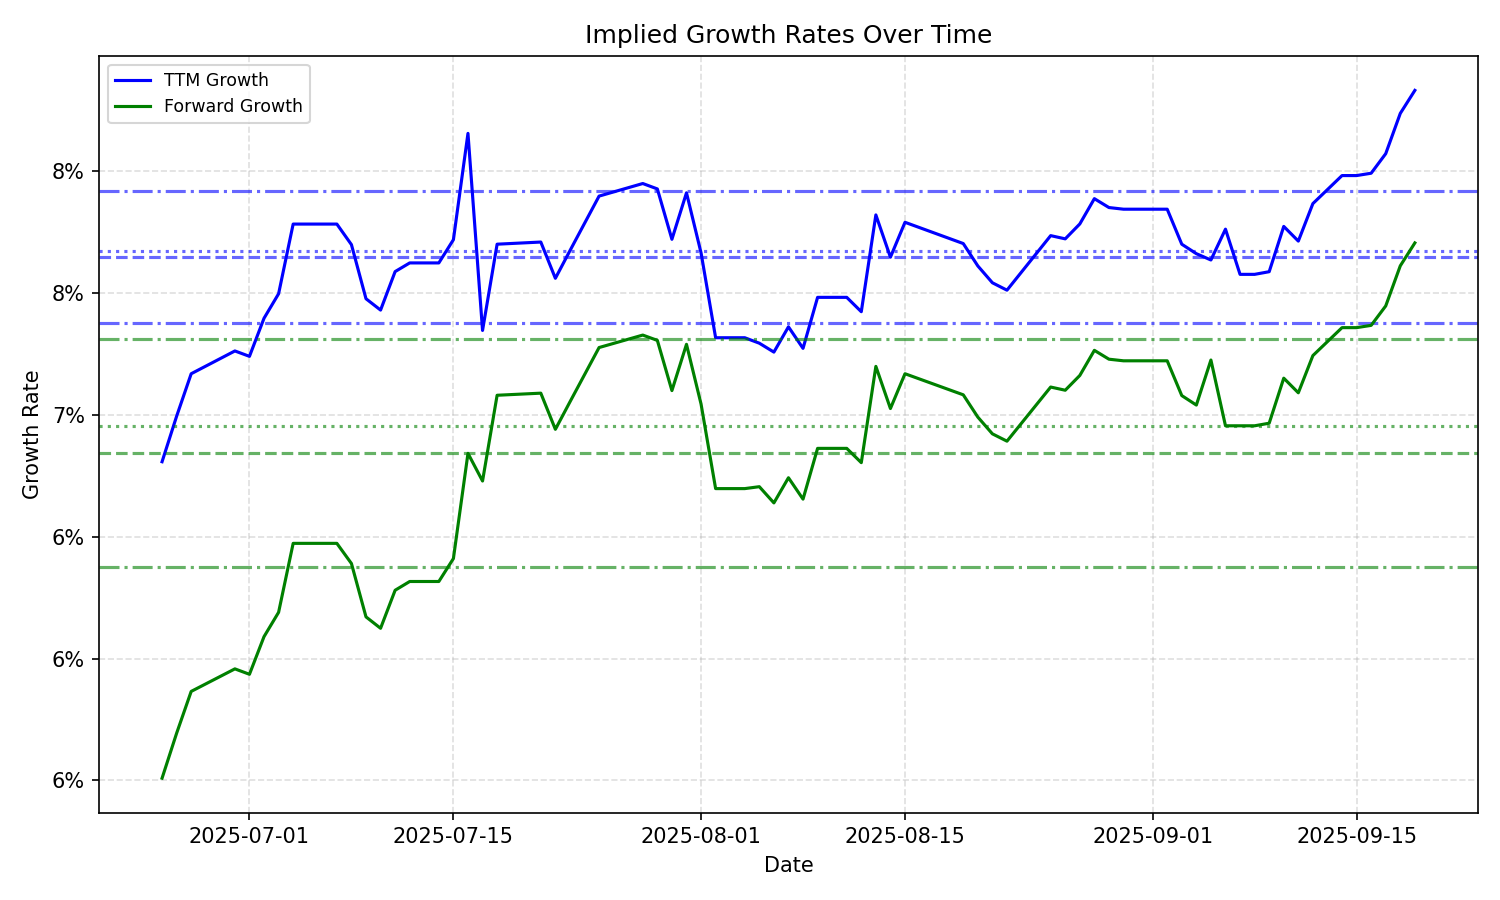 Implied Growth Rates Over Time
TTM Growth
Forward Growth
8%
8%
7%
6%
6%
6%
Growth Rate
2025-07-01
2025-07-15
2025-08-01
2025-08-15
2025-09-01
2025-09-15
Date